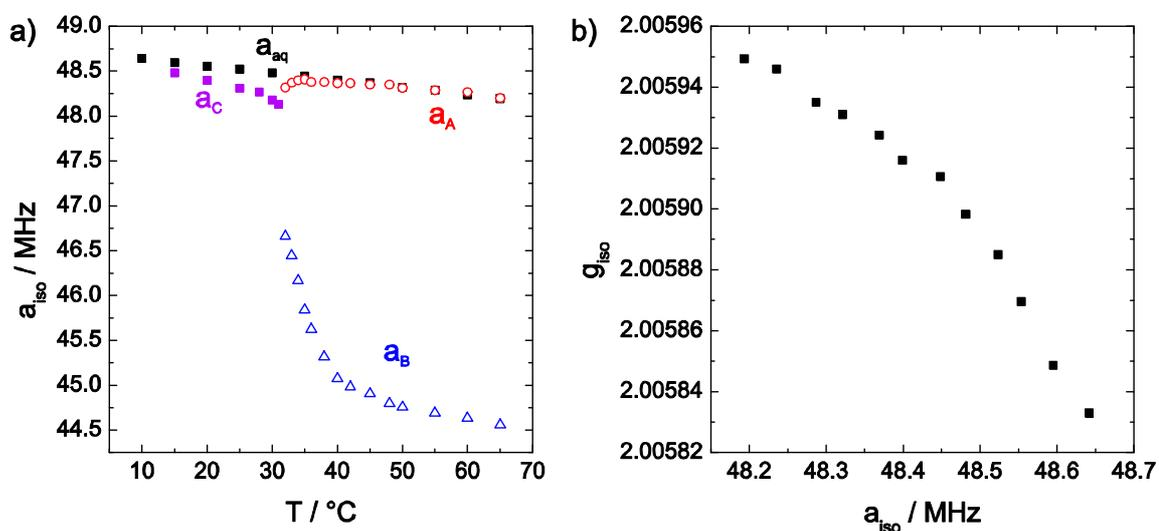 a)
49.0
48.5
48.0
47.5
47.0
46.5
46.0
45.5
45.0
44.5
a_iso / MHz
a_aq
a_C
a_A
a_B
10 20 30 40 50 60 70
T / °C
b)
2.00596
2.00594
2.00592
2.00590
2.00588
2.00586
2.00584
2.00582
g_iso
48.2 48.3 48.4 48.5 48.6 48.7
a_iso / MHz